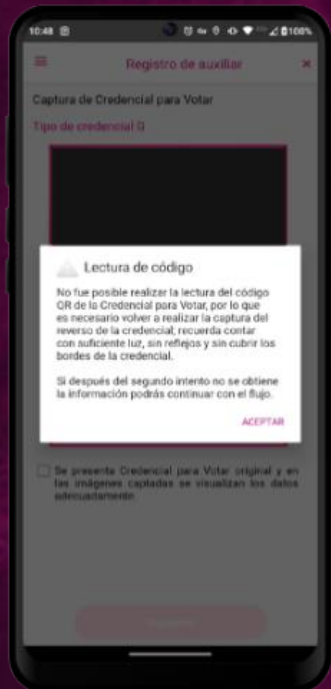 10:48
100%
Registro de auxiliar
Captura de Credencial para Votar
Tipo de credencial G
Lectura de código
No fue posible realizar la lectura del código
QR de la Credencial para Votar, por lo que
es necesario volver a realizar la captura del
reverso de la credencial; recuerda contar
con suficiente luz, sin reflejos y sin cubrir los
bordes de la credencial.
Si después del segundo intento no se obtiene
la información podrás continuar con el flujo.
ACEPTAR
Se presenta Credencial para Votar original y en
las imágenes captadas se visualizan los datos
adecuadamente.